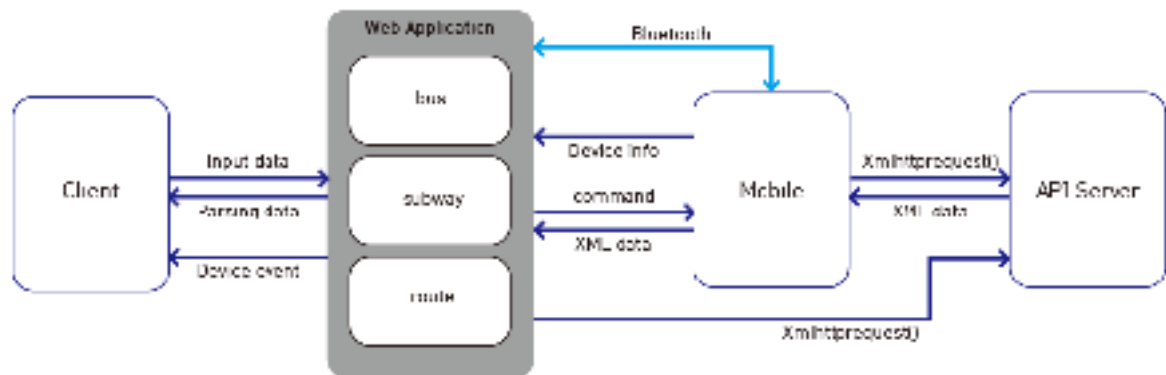 Web Application
Bluetooth
bus
Device info
Input data
Xmlhttprequest()
Client
subway
command
Mobile
API Server
Parsing data
XML data
XML data
Device event
route
Xmlhttprequest()